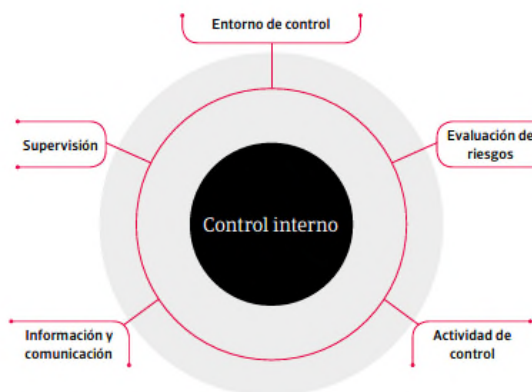 Entorno de control
Supervisión
Evaluación de
riesgos
Control interno
Información y
comunicación
Actividad de
control